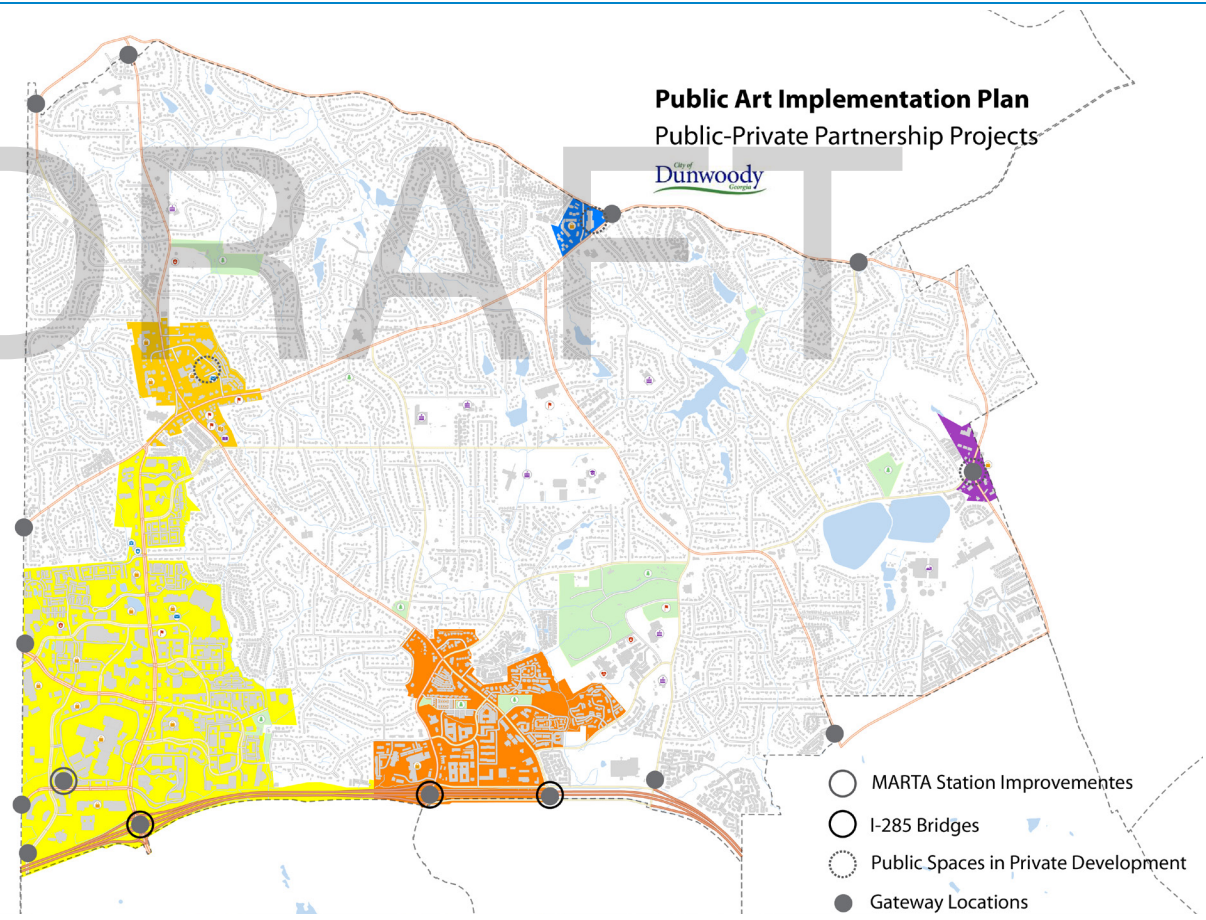 Public Art Implementation Plan
Public-Private Partnership Projects
City of
Dunwoody
Georgia
DRAFT
MARTA Station Improvementes
I-285 Bridges
Public Spaces in Private Development
Gateway Locations